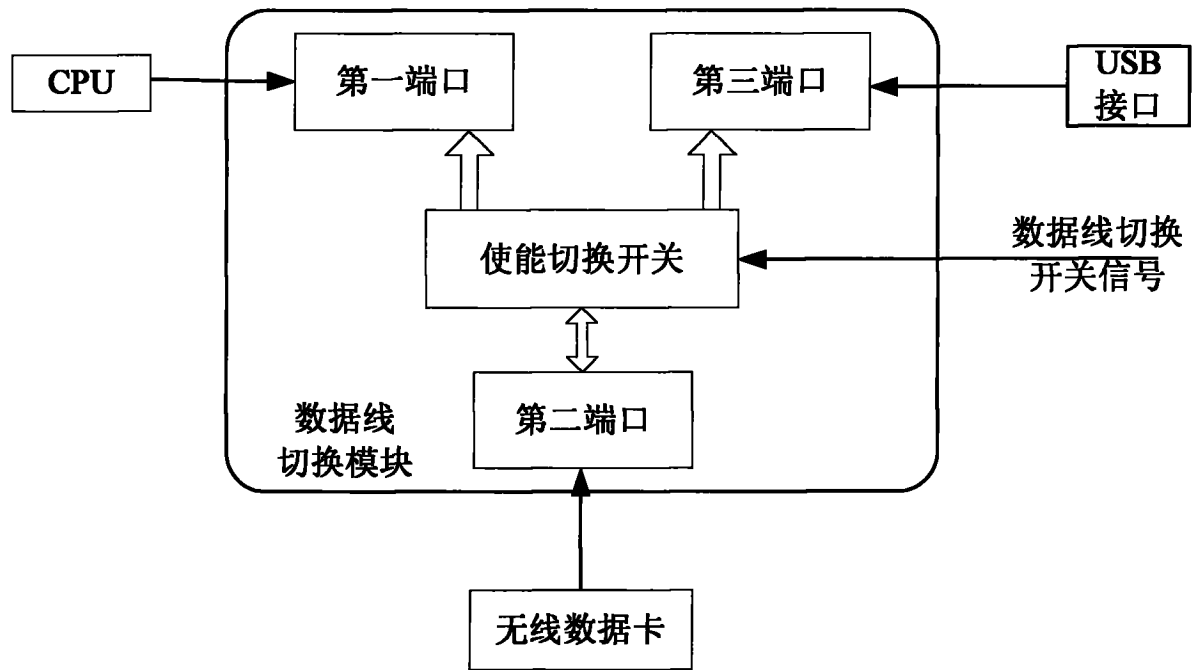 CPU
第一端口
第三端口
USB
接口
使能切换开关
数据线切换
开关信号
第二端口
数据线
切换模块
无线数据卡